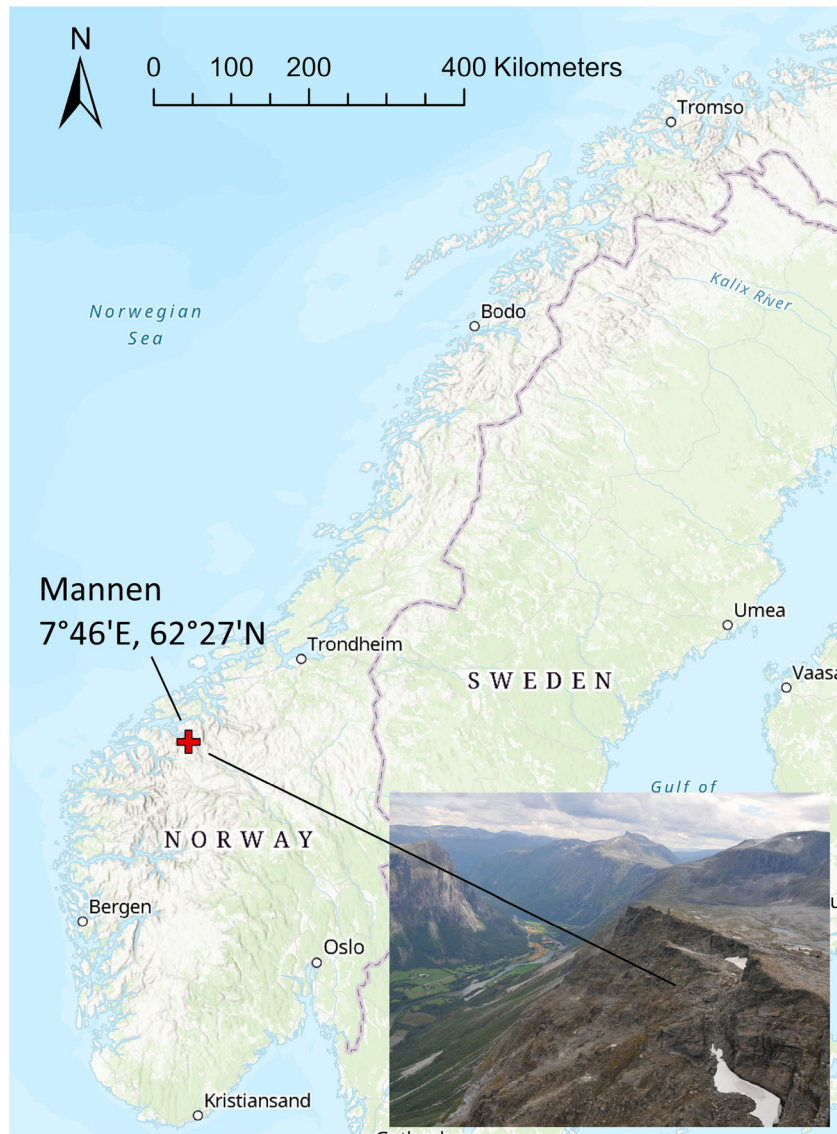 N
0 100 200 400 Kilometers
Tromso
Kalix River
Norwegian
Sea
Bodo
Mannen
7°46'E, 62°27'N
Umea
Trondheim
SWEDEN
Vaasa
Gulf of
NORWAY
Bergen
Oslo
Kristiansand